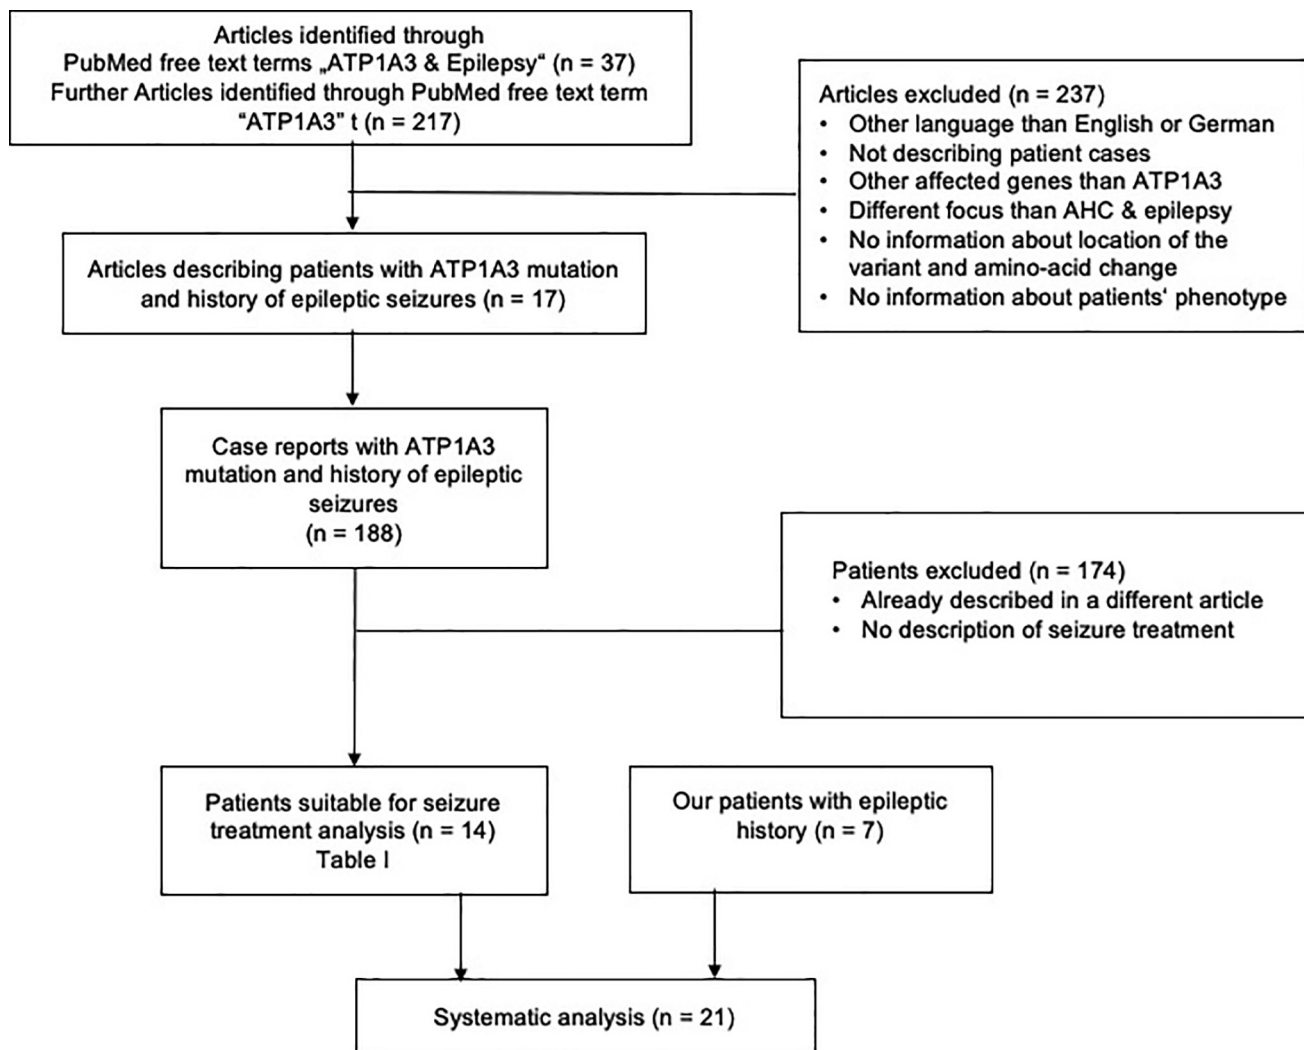 Articles identified through
PubMed free text terms „ATP1A3 & Epilepsy“ (n = 37)
Further Articles identified through PubMed free text term
“ATP1A3” t (n = 217)
Articles excluded (n = 237)
• Other language than English or German
• Not describing patient cases
• Other affected genes than ATP1A3
• Different focus than AHC & epilepsy
• No information about location of the
variant and amino-acid change
• No information about patients‘ phenotype
Articles describing patients with ATP1A3 mutation
and history of epileptic seizures (n = 17)
Case reports with ATP1A3
mutation and history of epileptic
seizures
(n = 188)
Patients excluded (n = 174)
• Already described in a different article
• No description of seizure treatment
Patients suitable for seizure
treatment analysis (n = 14)
Table I
Our patients with epileptic
history (n = 7)
Systematic analysis (n = 21)